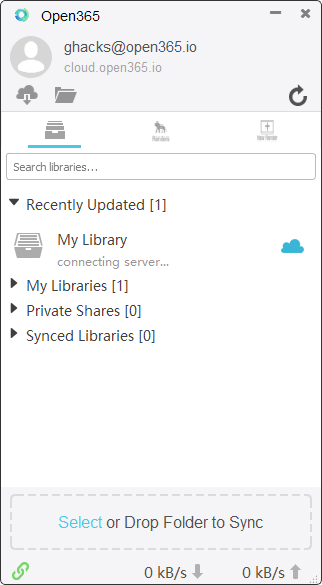 Open365
ghacks@open365.io
cloud.open365.io
Search libraries...
Recently Updated [1]
My Library
connecting server...
My Libraries [1]
Private Shares [0]
Synced Libraries [0]
Select or Drop Folder to Sync
0 kB/s
0 kB/s